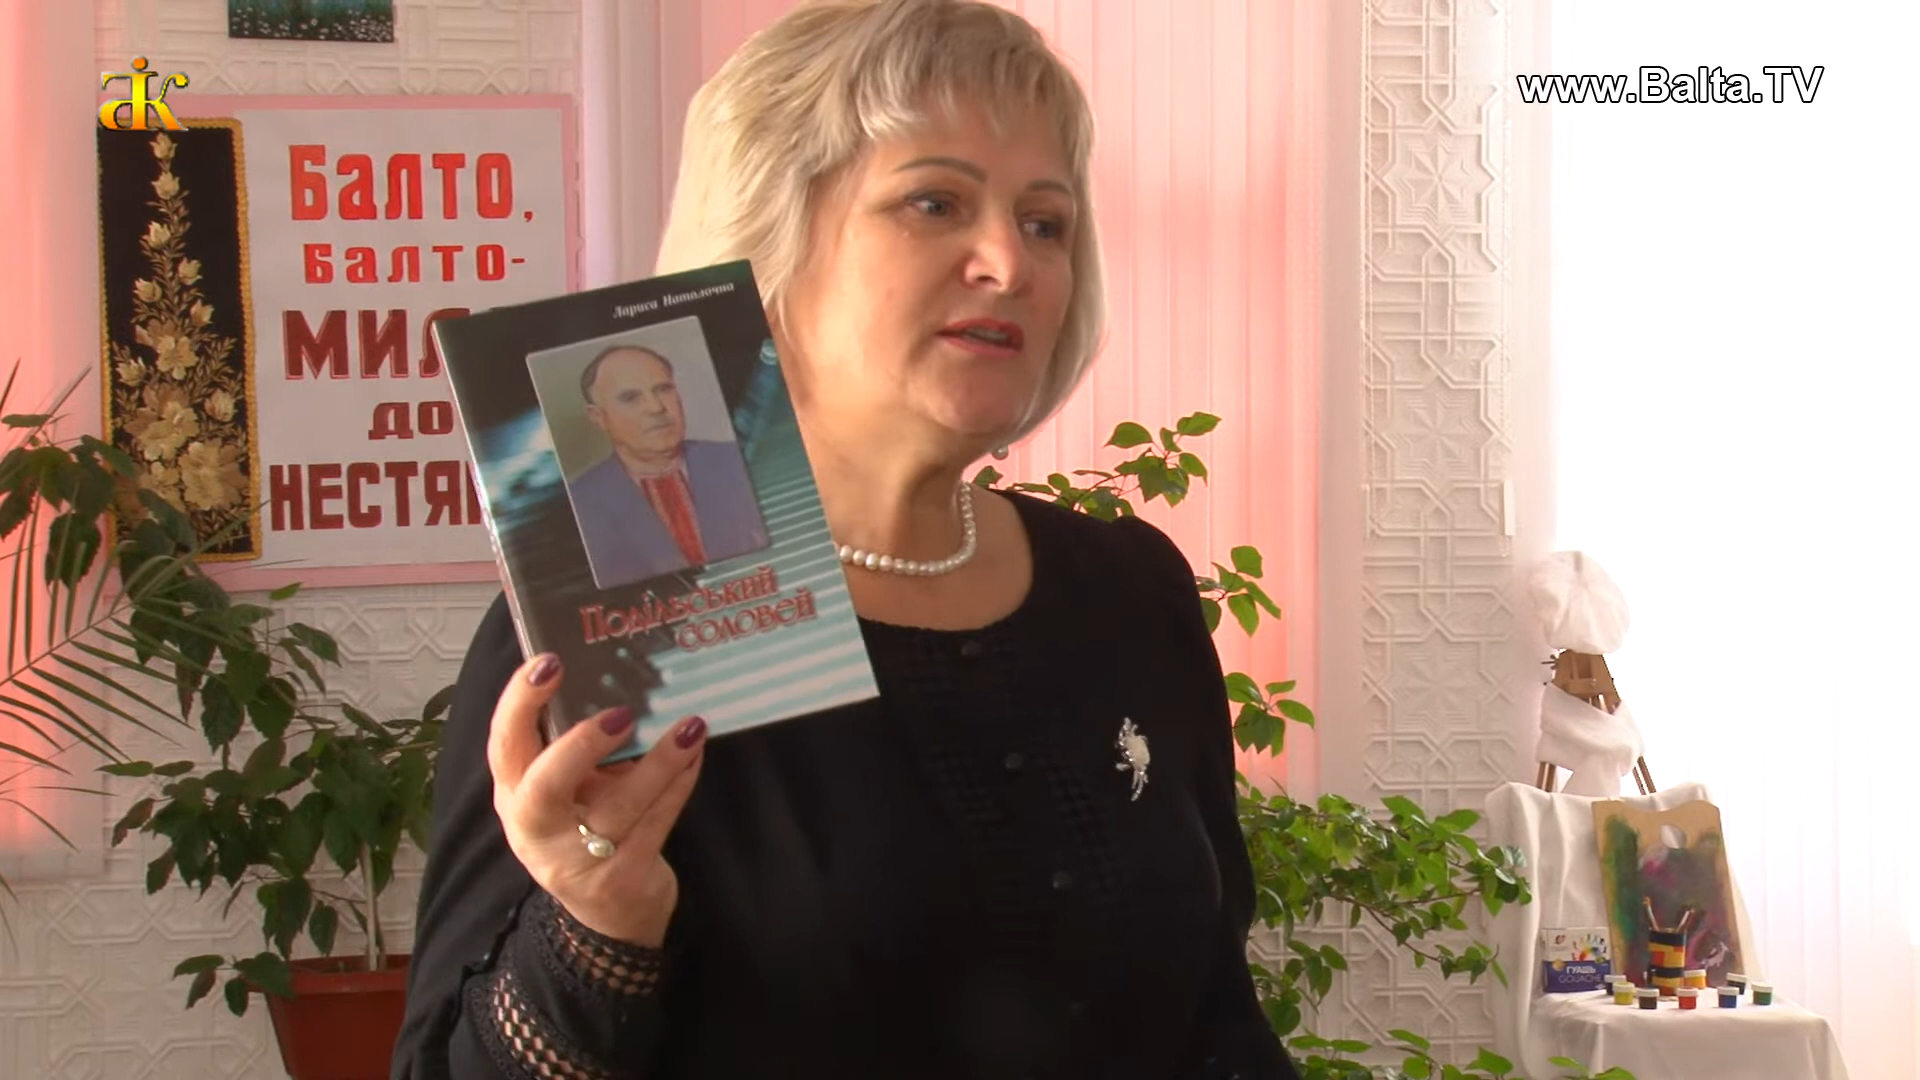 www.Balta.TV
БАЛТО,
БАЛТО-
МИЛ
ДО
НЕСТЯ
Лариса Натолочна
Подільський
соловей
ГУАШЬ
GOUACHE